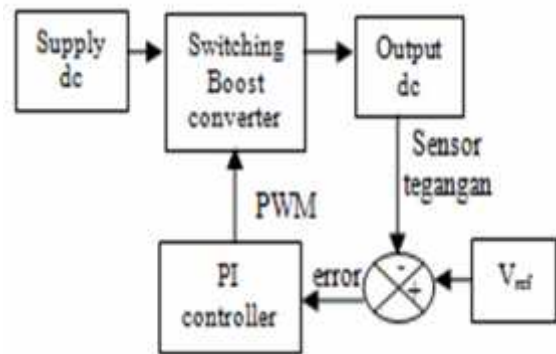 Supply
dc
Switching
Boost
converter
Output
dc
Sensor
tegangan
PWM
PI
controller
error
-
+
Vref